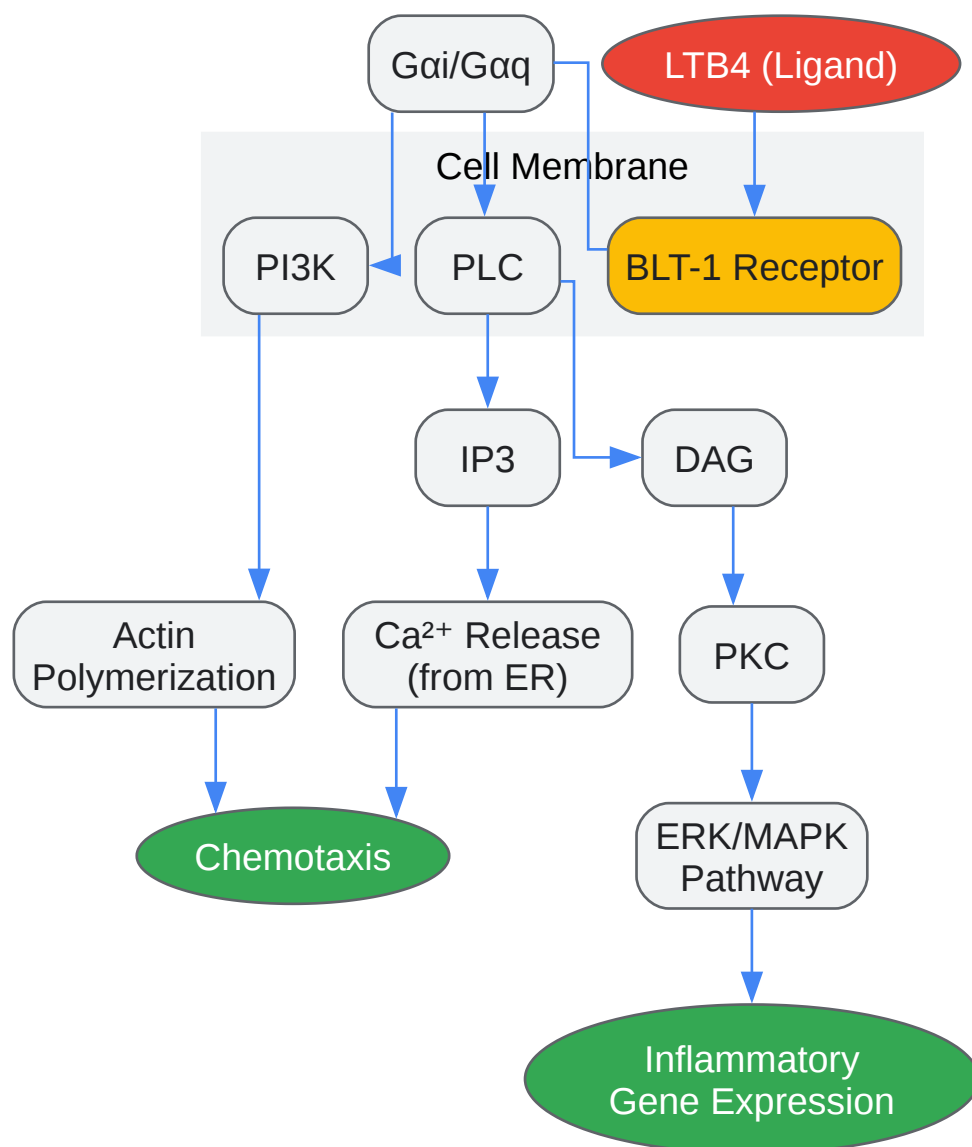 Gαi/Gαq
LTB4 (Ligand)
Cell Membrane
PI3K
PLC
BLT-1 Receptor
IP3
DAG
Actin
Polymerization
Ca²⁺ Release
(from ER)
PKC
Chemotaxis
ERK/MAPK
Pathway
Inflammatory
Gene Expression